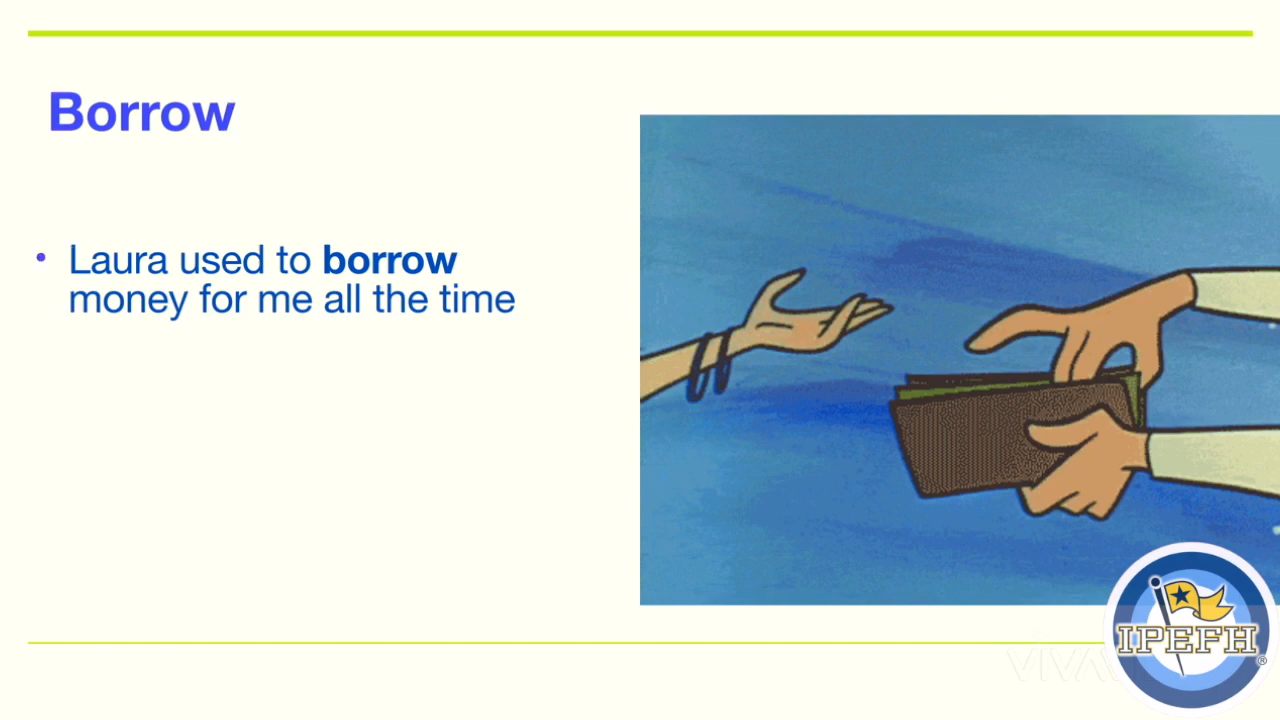 Borrow
• Laura used to borrow
money for me all the time
IPEFH
®